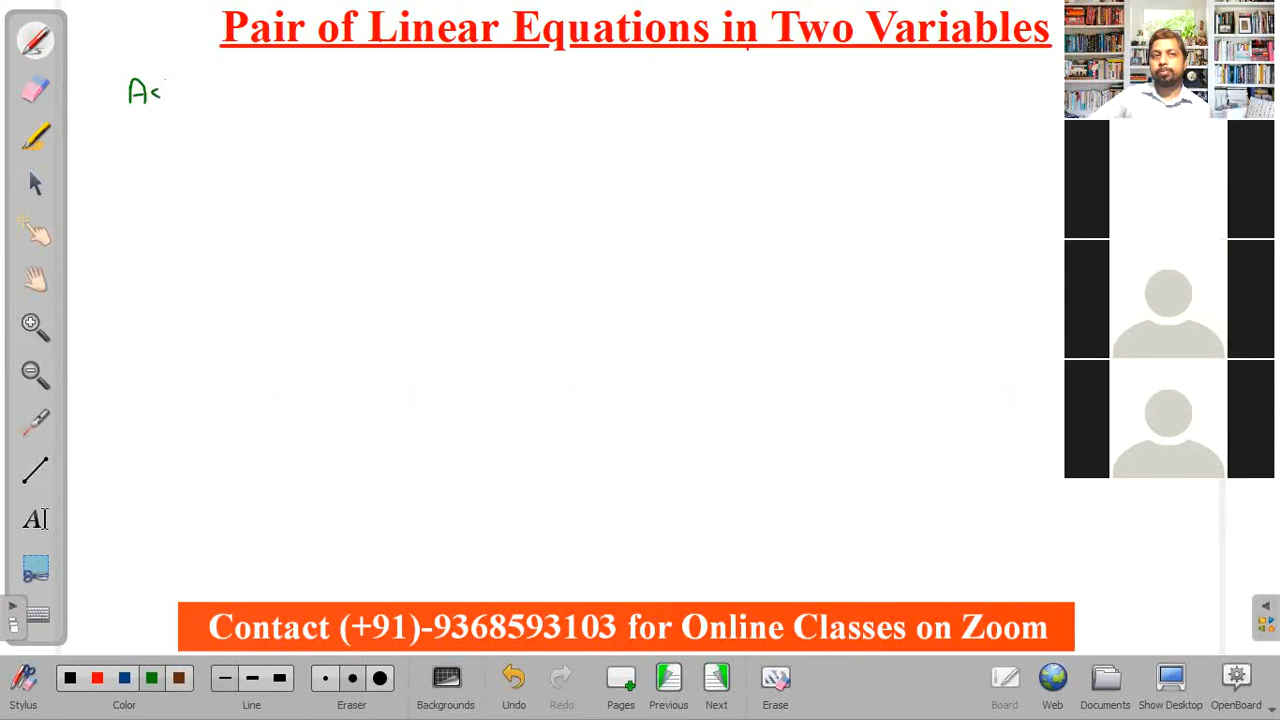 Pair of Linear Equations in Two Variables
Contact (+91)-9368593103 for Online Classes on Zoom
Stylus
Color
Line
Eraser
Backgrounds
Undo
Redo
Pages
Previous
Next
Erase
Board
Web
Documents
Show Desktop
OpenBoard